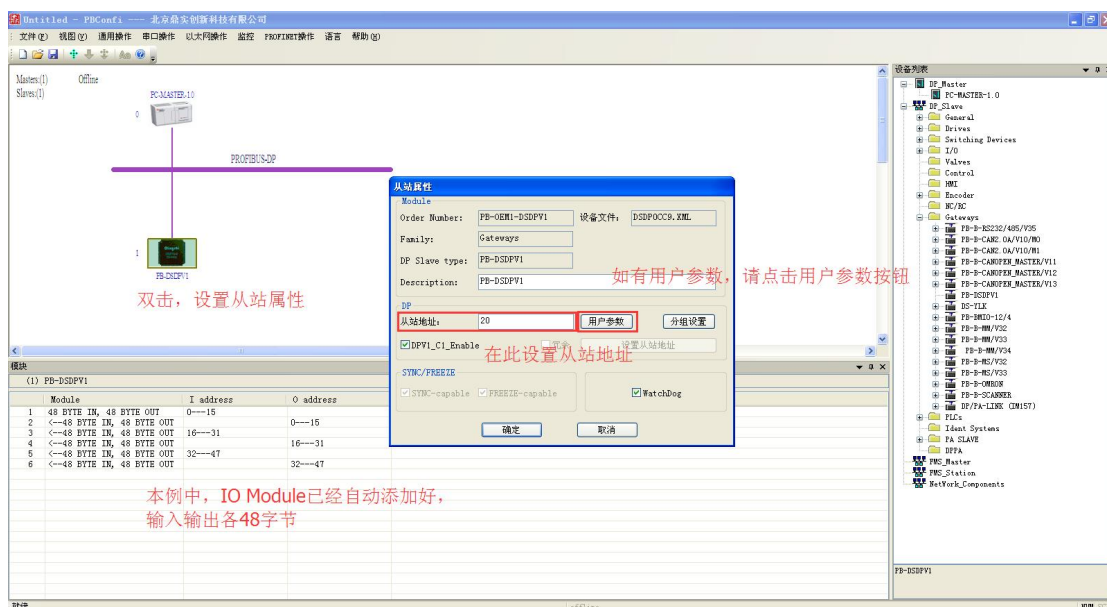 Untitled - PBConfi --- 北京鼎实创新科技有限公司
文件(F) 视图(V) 通用操作 串口操作 以太网操作 监控 PROFINET操作 语言 帮助(H)
Masters:(1) Offline
Slaves:(1)
PC-MASTER-1.0
0
PROFIBUS-DP
1
PB-DSDPV1
双击，设置从站属性
从站属性
Module
Order Number: PB-OEM1-DSDPV1 设备文件: DSDPOCC9.XML
Family: Gateways
DP Slave type: PB-DSDPV1
Description: PB-DSDPV1
如有用户参数，请点击用户参数按钮
DP
从站地址: 20 用户参数 分组设置
DPV1_C1_Enable 冗余 设置从站地址
在此设置从站地址
SYNC/FREEZE
SYNC-capable FREEZE-capable WatchDog
确定 取消
设备列表
DP_Master
PC-MASTER-1.0
DP_Slave
General
Drives
Switching Devices
I/O
Valves
Control
HMI
Encoder
NC/RC
Gateways
PB-B-RS232/485/V35
PB-B-CAN2.0A/V10/M0
PB-B-CAN2.0A/V10/M1
PB-B-CANOPEN_MASTER/V11
PB-B-CANOPEN_MASTER/V12
PB-B-CANOPEN_MASTER/V13
PB-DSDPV1
DS-YLK
PB-BMIO-12/4
PB-B-MM/V32
PB-B-MM/V33
PB-B-MM/V34
PB-B-MS/V32
PB-B-MS/V33
PB-B-OMRON
PB-B-SCANNER
DP/PA-LINK (IM157)
PLCs
Ident Systems
PA SLAVE
DPPA
FMS_Master
FMS_Station
NetWork_Components
PB-DSDPV1
模块
(1) PB-DSDPV1
Module I address O address
1 48 BYTE IN, 48 BYTE OUT 0---15
2 <--48 BYTE IN, 48 BYTE OUT 0---15
3 <--48 BYTE IN, 48 BYTE OUT 16---31
4 <--48 BYTE IN, 48 BYTE OUT 16---31
5 <--48 BYTE IN, 48 BYTE OUT 32---47
6 <--48 BYTE IN, 48 BYTE OUT 32---47
本例中，IO Module已经自动添加好，
输入输出各48字节
就绪 offline NUM